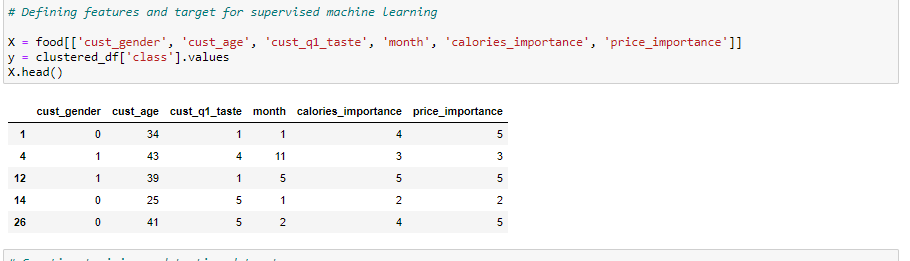 # Defining features and target for supervised machine learning
X = food[['cust_gender', 'cust_age', 'cust_q1_taste', 'month', 'calories_importance', 'price_importance']]
y = clustered_df['class'].values
X.head()
cust_gender cust_age cust_q1_taste month calories_importance price_importance
1 0 34 1 1 4 5
4 1 43 4 11 3 3
12 1 39 1 5 5 5
14 0 25 5 1 2 2
26 0 41 5 2 4 5